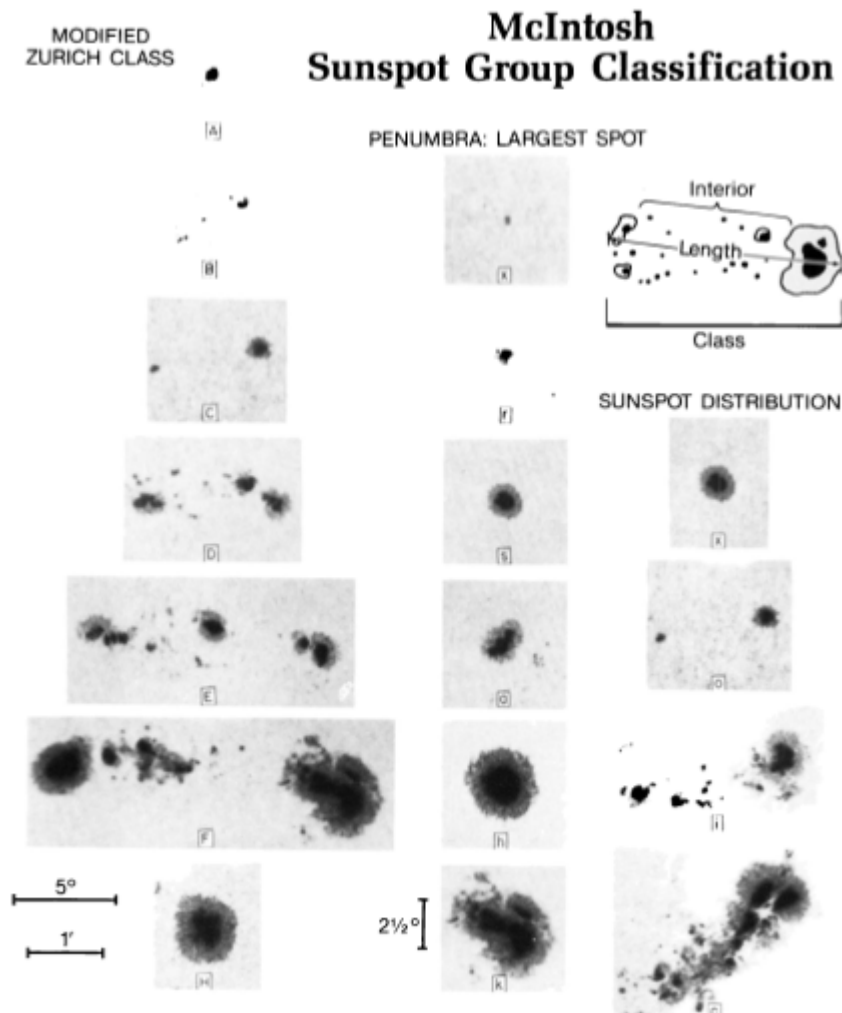 McIntosh
Sunspot Group Classification
MODIFIED
ZURICH CLASS
A
B
C
D
E
F
H
5°
1'
PENUMBRA: LARGEST SPOT
x
r
s
a
h
k
2½°
Interior
Length
Class
SUNSPOT DISTRIBUTION
x
o
i